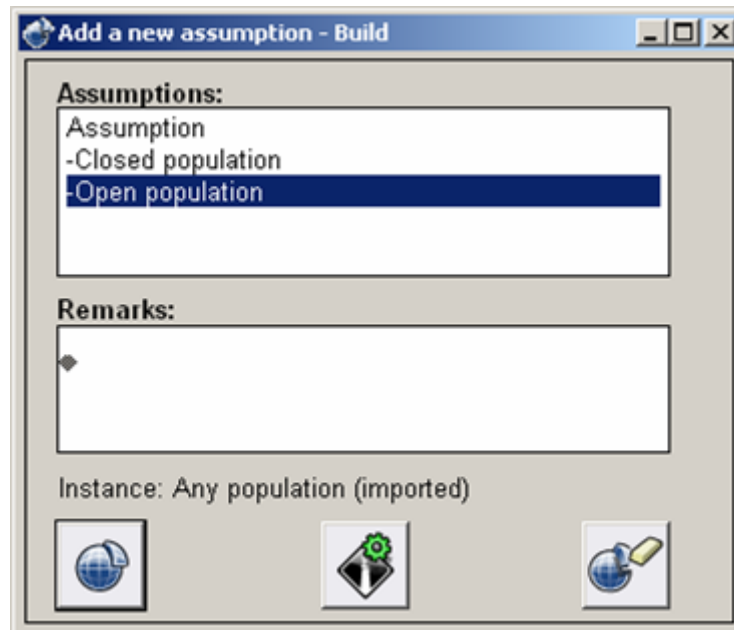 Add a new assumption - Build
Assumptions:
Assumption
-Closed population
-Open population
Remarks:
Instance: Any population (imported)